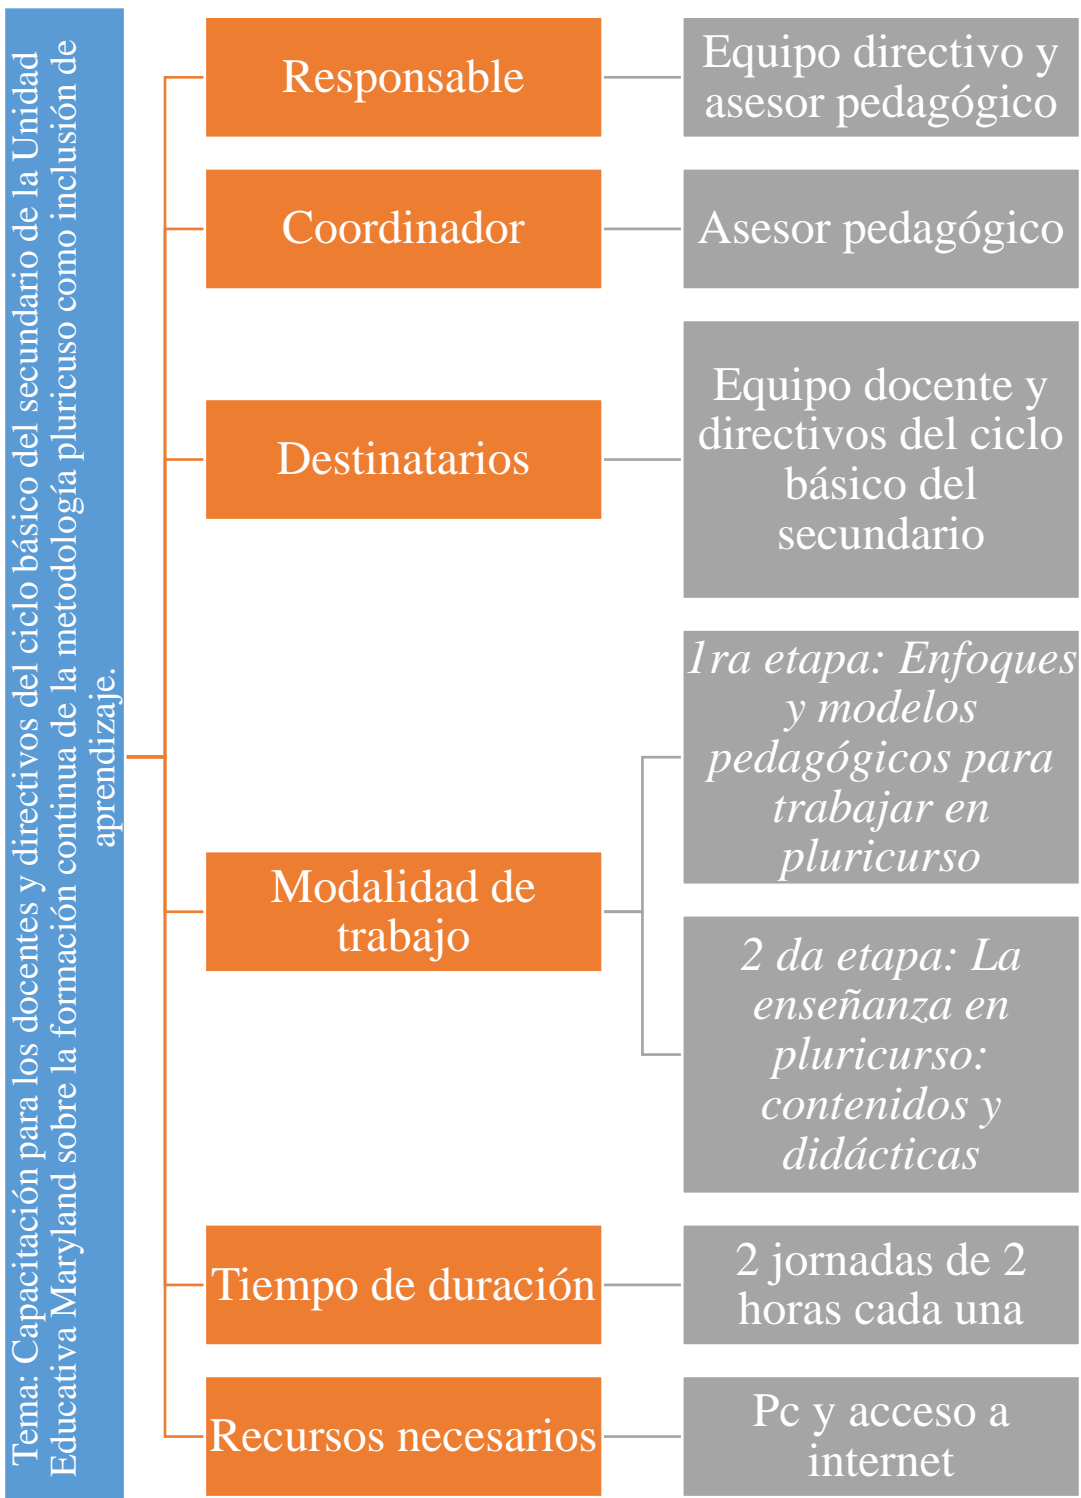 Tema: Capacitación para los docentes y directivos del ciclo básico del secundario de la Unidad
Educativa Maryland sobre la formación continua de la metodología pluricuso como inclusión de
aprendizaje.
Responsable
Equipo directivo y
asesor pedagógico
Coordinador
Asesor pedagógico
Destinatarios
Equipo docente y
directivos del ciclo
básico del
secundario
Modalidad de
trabajo
1ra etapa: Enfoques
y modelos
pedagógicos para
trabajar en
pluricurso
2 da etapa: La
enseñanza en
pluricurso:
contenidos y
didácticas
Tiempo de duración
2 jornadas de 2
horas cada una
Recursos necesarios
Pc y acceso a
internet